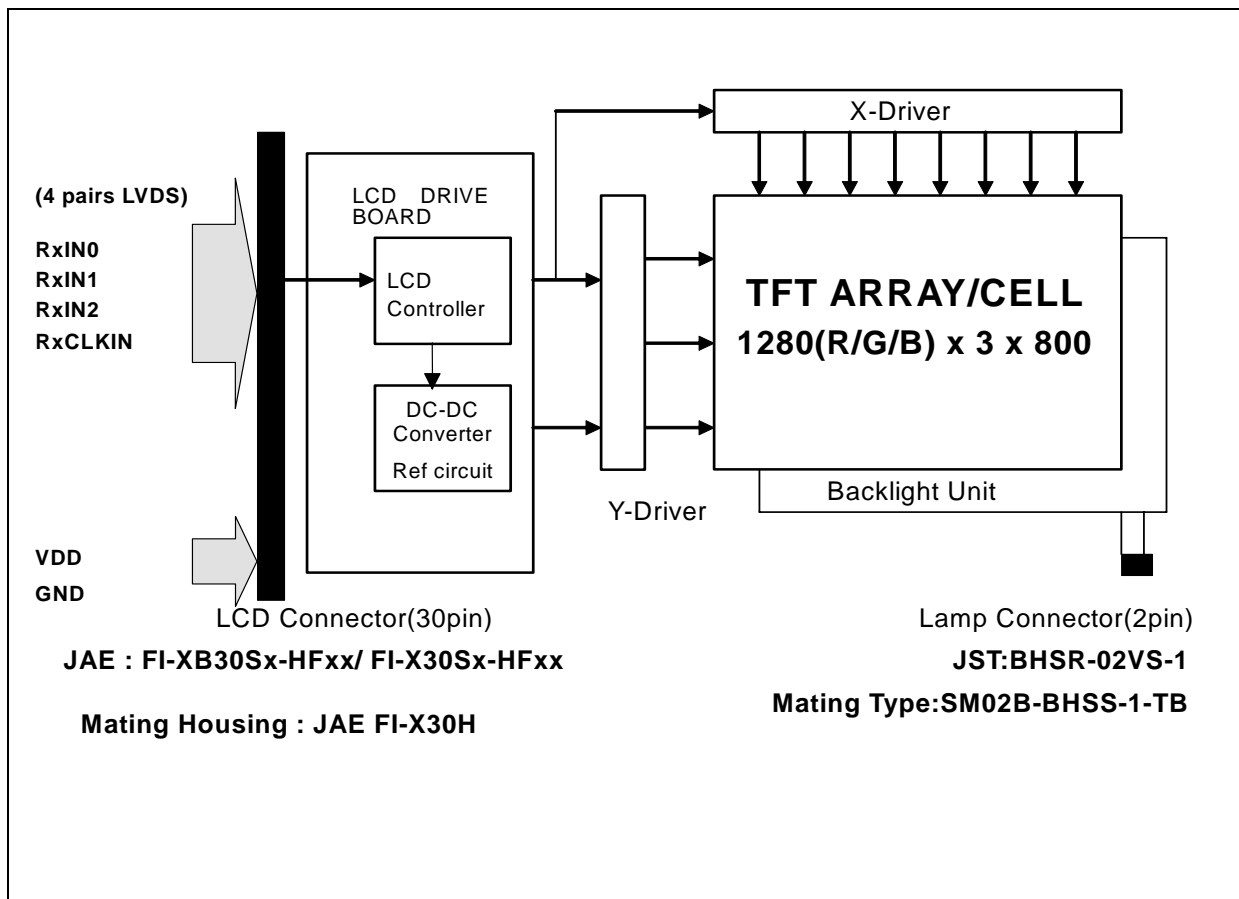 X-Driver
(4 pairs LVDS)
RxIN0
RxIN1
RxIN2
RxCLKIN
VDD
GND
LCD DRIVE
BOARD
LCD
Controller
DC-DC
Converter
Ref circuit
Y-Driver
TFT ARRAY/CELL
1280(R/G/B) x 3 x 800
Backlight Unit
LCD Connector(30pin)
JAE : FI-XB30Sx-HFxx/ FI-X30Sx-HFxx
Mating Housing : JAE FI-X30H
Lamp Connector(2pin)
JST:BHSR-02VS-1
Mating Type:SM02B-BHSS-1-TB